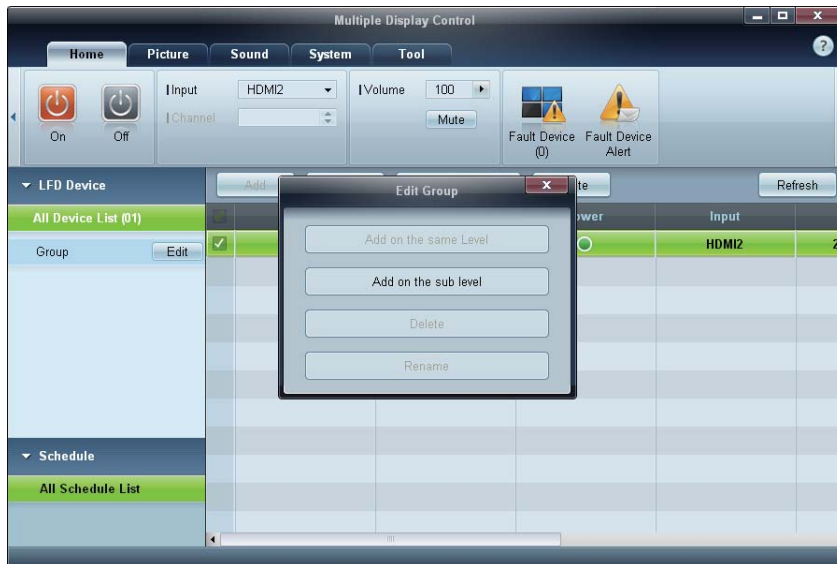 Multiple Display Control
Home Picture Sound System Tool
Input HDMI2
Channel
Volume 100
Mute
On Off
Fault Device (0)
Fault Device Alert
LFD Device
All Device List (01)
Group Edit
Add
Refresh
Edit Group
Add on the same Level
Add on the sub level
Delete
Rename
Input
HDMI2
Schedule
All Schedule List